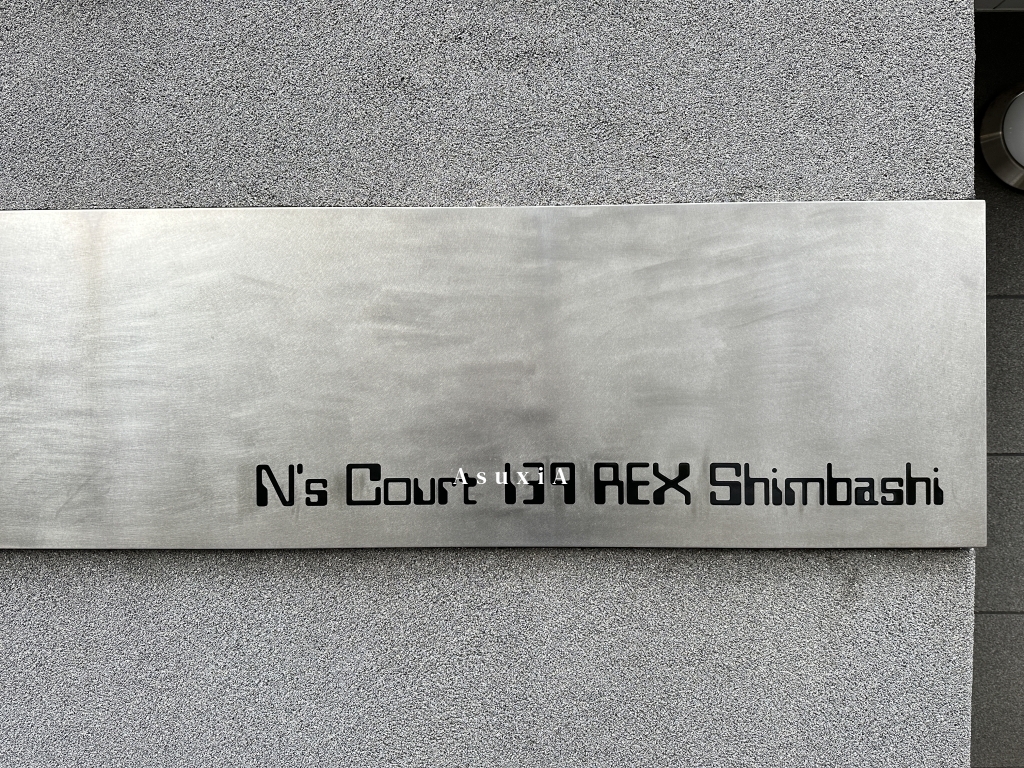 N's Court 139 REX Shimbashi
AsuxiA